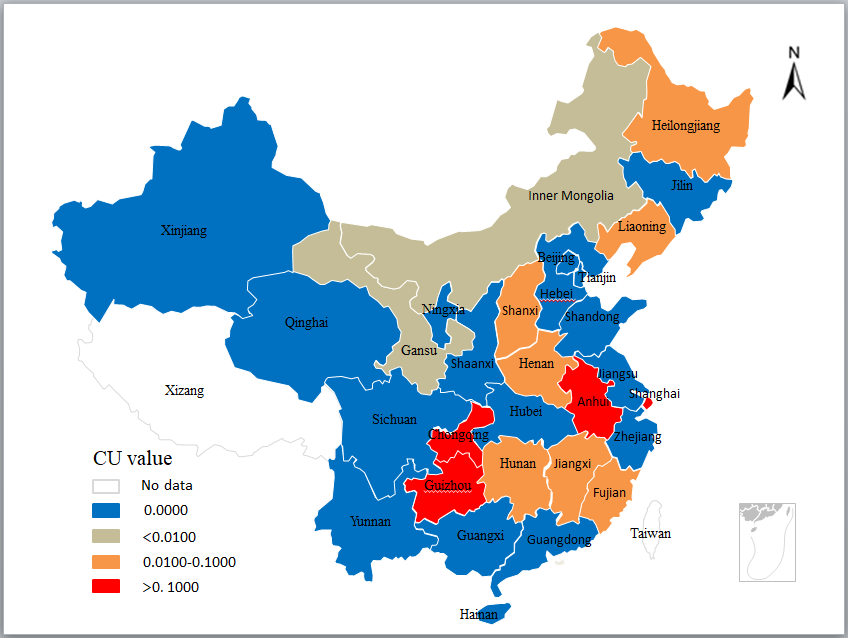 N
Heilongjiang
Jilin
Inner Mongolia
Liaoning
Xinjiang
Beijing
Tianjin
Hebei
Ningxia
Shanxi
Qinghai
Shandong
Gansu
Shaanxi
Henan
Jiangsu
Xizang
Shanghai
Anhui
Hubei
Sichuan
Chongqing
Zhejiang
CU value
Hunan
Jiangxi
No data
Guizhou
Fujian
0.0000
Yunnan
Taiwan
<0.0100
Guangxi
Guangdong
0.0100-0.1000
>0. 1000
Hainan